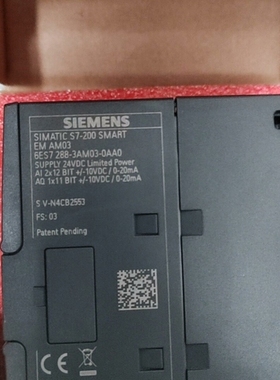 SIEMENS
SIMATIC S7-200 SMART
EM AM03
6ES7 288-3AM03-0AA0
SUPPLY 24VDC Limited Power
AI 2x12 BIT +/-10VDC / 0-20mA
AQ 1x11 BIT +/-10VDC / 0-20mA
S V-N4CB2553
FS: 03
Patent Pending
CE